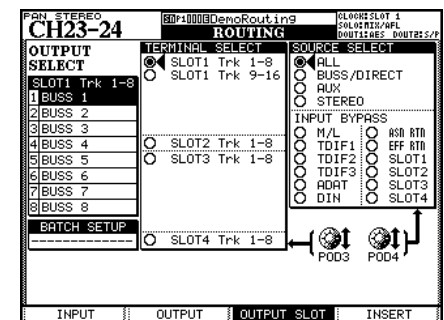 PAN STEREO
CH23-24
DemoRouting
ROUTING
CLOCK:SLOT 1
SOLO:MIX/AFL
DOUT1:AES DOUT2:S/P
OUTPUT
SELECT
SLOT1 Trk 1-8
1 BUSS 1
2 BUSS 2
3 BUSS 3
4 BUSS 4
5 BUSS 5
6 BUSS 6
7 BUSS 7
8 BUSS 8
BATCH SETUP
--------------
TERMINAL SELECT
SLOT1 Trk 1-8
SLOT1 Trk 9-16
SLOT2 Trk 1-8
SLOT3 Trk 1-8
SLOT4 Trk 1-8
SOURCE SELECT
ALL
BUSS/DIRECT
AUX
STEREO
INPUT BYPASS
M/L
TDIF1
TDIF2
TDIF3
ADAT
DIN
ASN RTN
EFF RTN
SLOT1
SLOT2
SLOT3
SLOT4
POD3
POD4
INPUT
OUTPUT
OUTPUT SLOT
INSERT